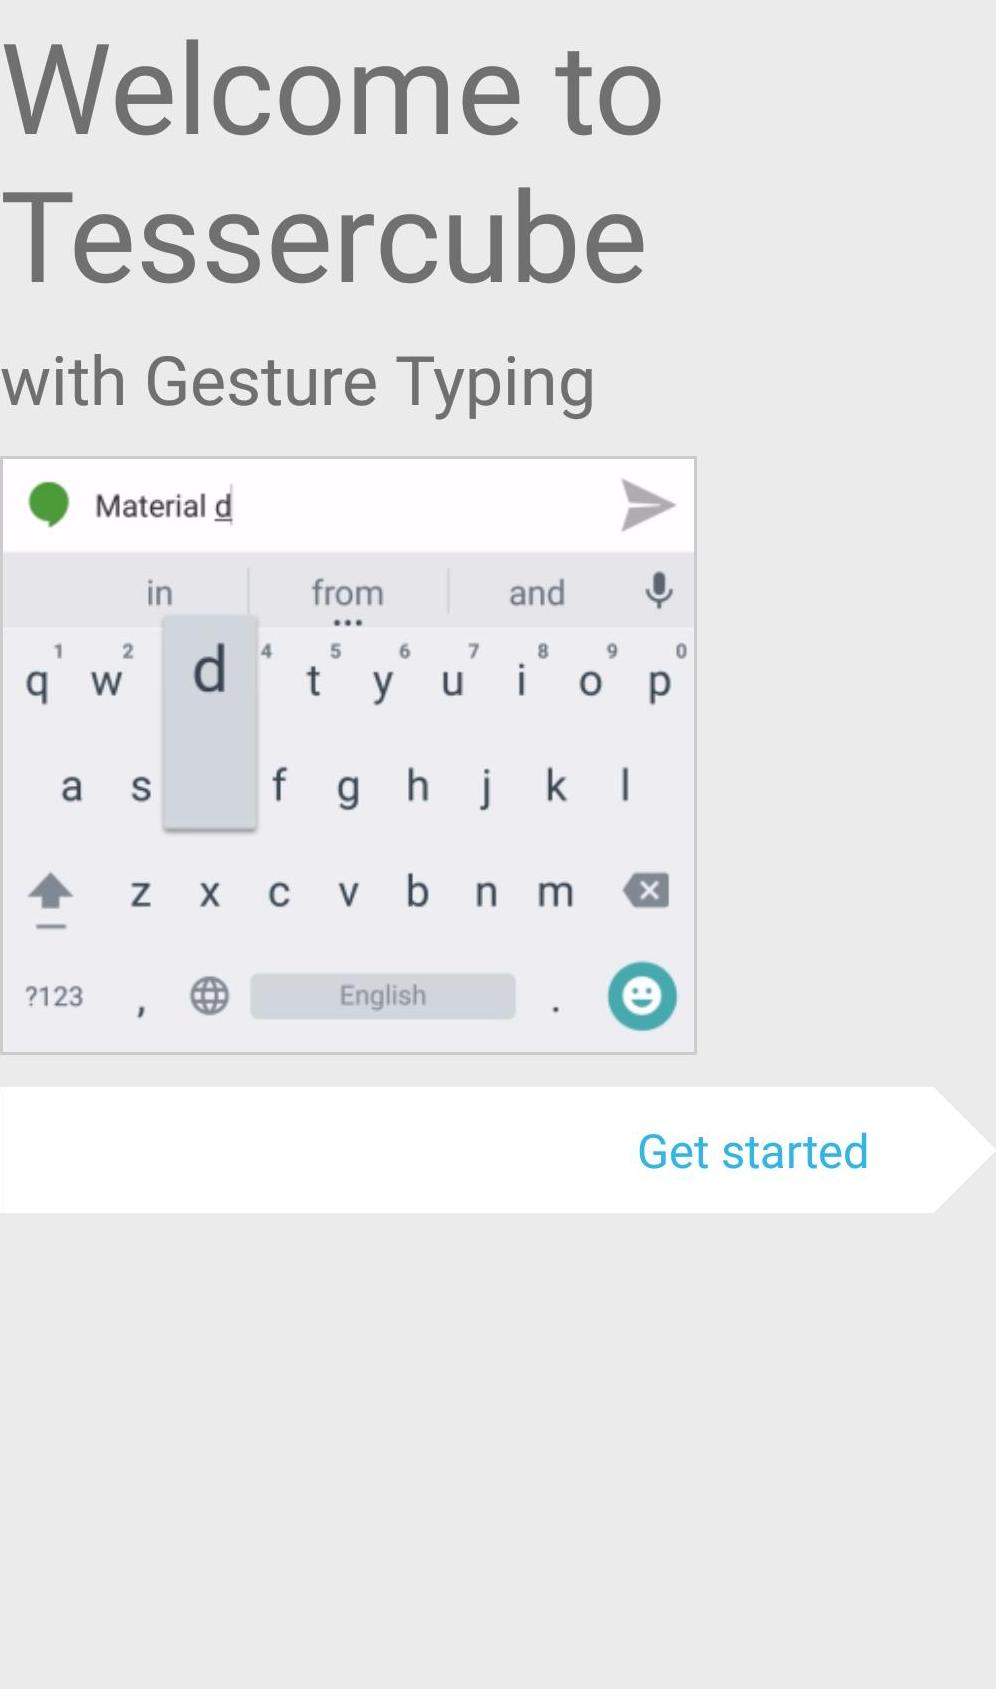 Welcome to
Tessercube
with Gesture Typing
Material d
in from and
1 2 4 5 6 7 8 9 0
q w d t y u i o p
a s f g h j k l
z x c v b n m
?123 , English .
Get started